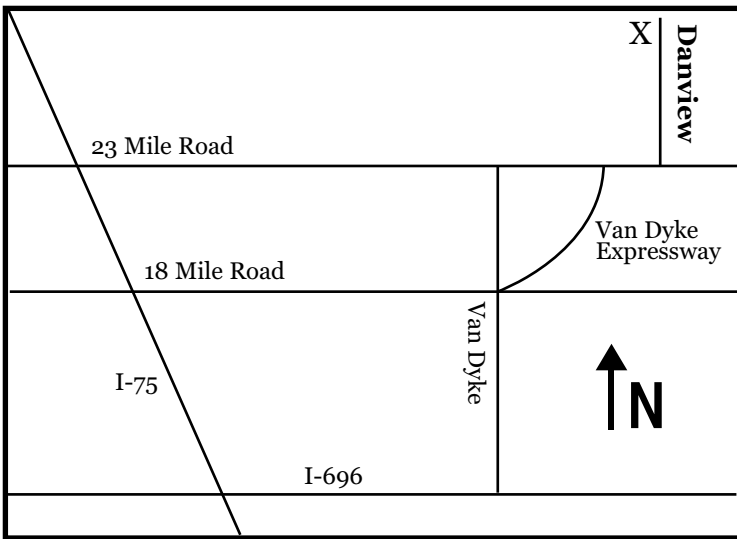 X
Danview
23 Mile Road
Van Dyke
Expressway
18 Mile Road
Van Dyke
I-75
N
I-696